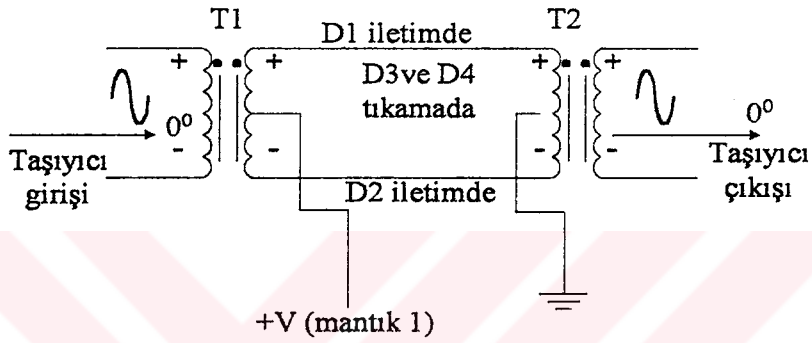 T1
T2
D1 iletimde
+ + + +
D3ve D4
tıkamada
0⁰
0⁰
- - - -
Taşıyıcı
girişi
Taşıyıcı
çıkışı
D2 iletimde
+V (mantık 1)